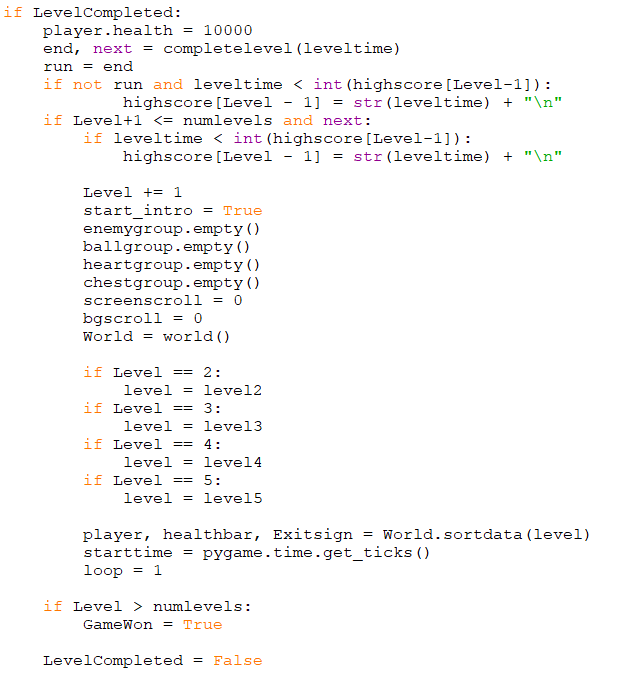 if LevelCompleted:
    player.health = 10000
    end, next = completelevel(leveltime)
    run = end
    if not run and leveltime < int(highscore[Level-1]):
            highscore[Level - 1] = str(leveltime) + "\n"
    if Level+1 <= numlevels and next:
        if leveltime < int(highscore[Level-1]):
            highscore[Level - 1] = str(leveltime) + "\n"

        Level += 1
        start_intro = True
        enemygroup.empty()
        ballgroup.empty()
        heartgroup.empty()
        chestgroup.empty()
        screenscroll = 0
        bgscroll = 0
        World = world()

        if Level == 2:
            level = level2
        if Level == 3:
            level = level3
        if Level == 4:
            level = level4
        if Level == 5:
            level = level5

        player, healthbar, Exitsign = World.sortdata(level)
        starttime = pygame.time.get_ticks()
        loop = 1

    if Level > numlevels:
        GameWon = True

    LevelCompleted = False